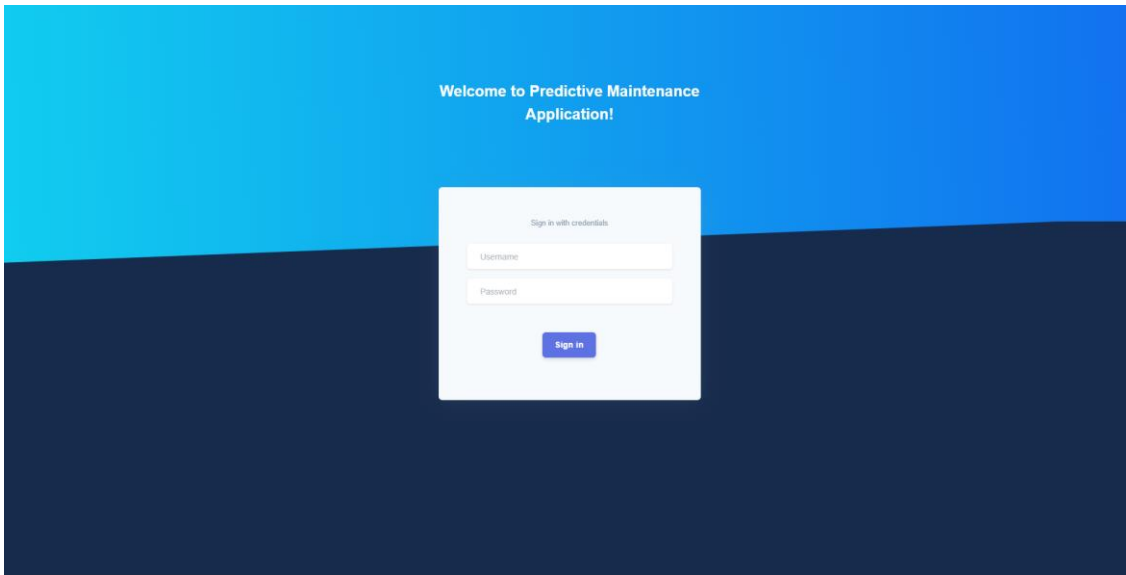 Welcome to Predictive Maintenance
Application!
Sign in with credentials
Username
Password
Sign in